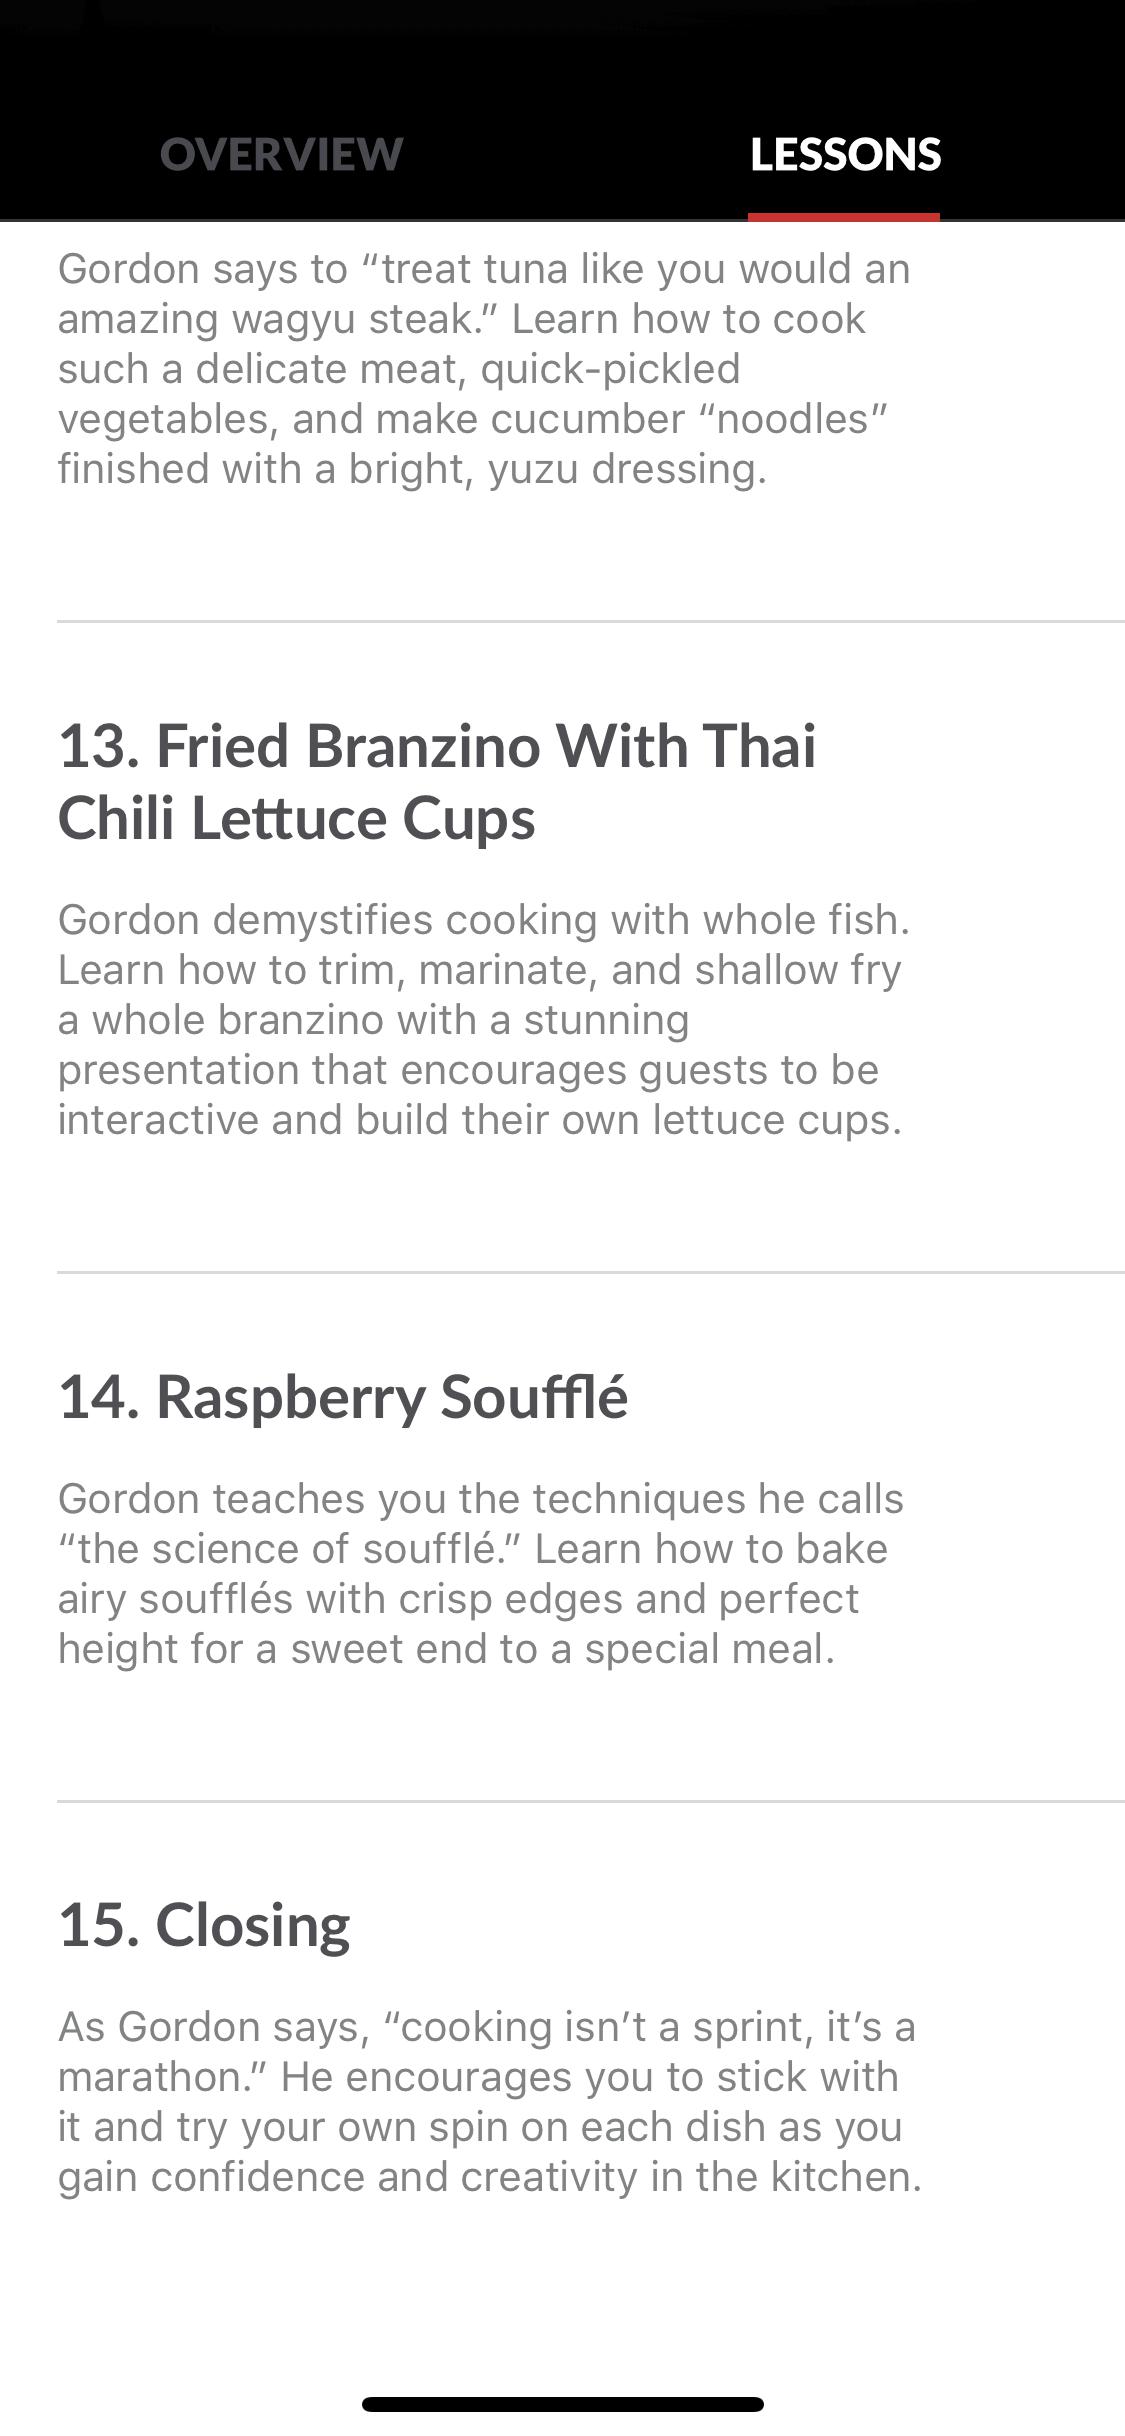 OVERVIEW
LESSONS
Gordon says to “treat tuna like you would an
amazing wagyu steak.” Learn how to cook
such a delicate meat, quick-pickled
vegetables, and make cucumber “noodles”
finished with a bright, yuzu dressing.
13. Fried Branzino With Thai
Chili Lettuce Cups
Gordon demystifies cooking with whole fish.
Learn how to trim, marinate, and shallow fry
a whole branzino with a stunning
presentation that encourages guests to be
interactive and build their own lettuce cups.
14. Raspberry Soufflé
Gordon teaches you the techniques he calls
“the science of soufflé.” Learn how to bake
airy soufflés with crisp edges and perfect
height for a sweet end to a special meal.
15. Closing
As Gordon says, “cooking isn’t a sprint, it’s a
marathon.” He encourages you to stick with
it and try your own spin on each dish as you
gain confidence and creativity in the kitchen.